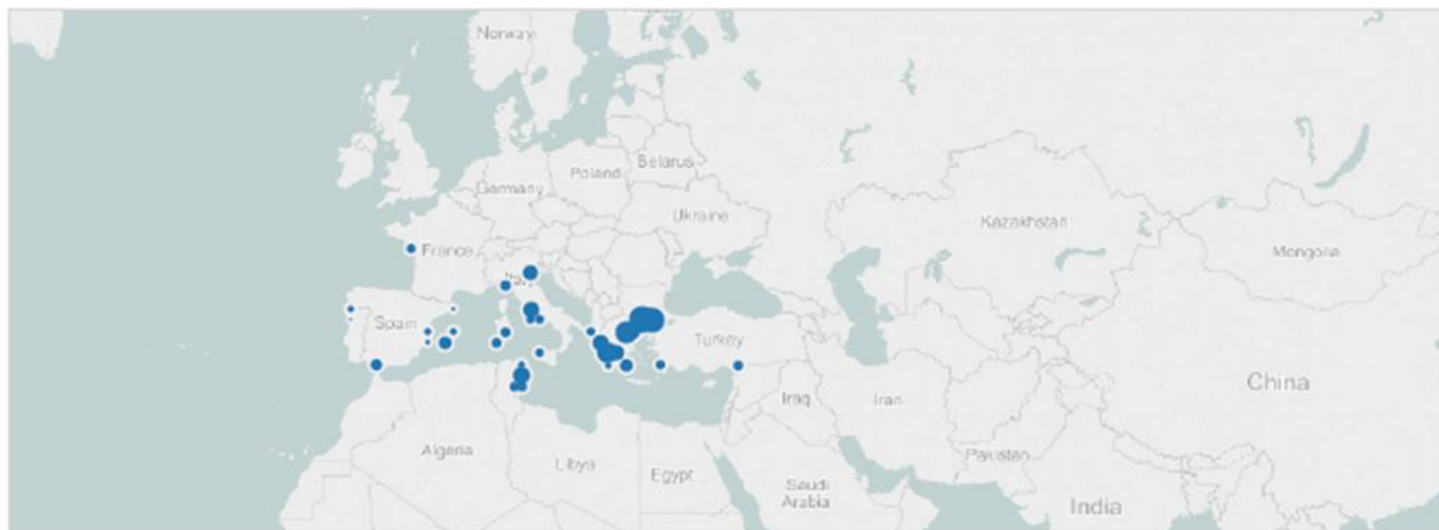 Norway
Belarus
Poland
Germany
Ukraine
Kazakhstan
France
Mongolia
Italy
Spain
Turkey
China
Iraq
Iran
Algeria
Pakistan
Libya
Egypt
Saudi
Arabia
India